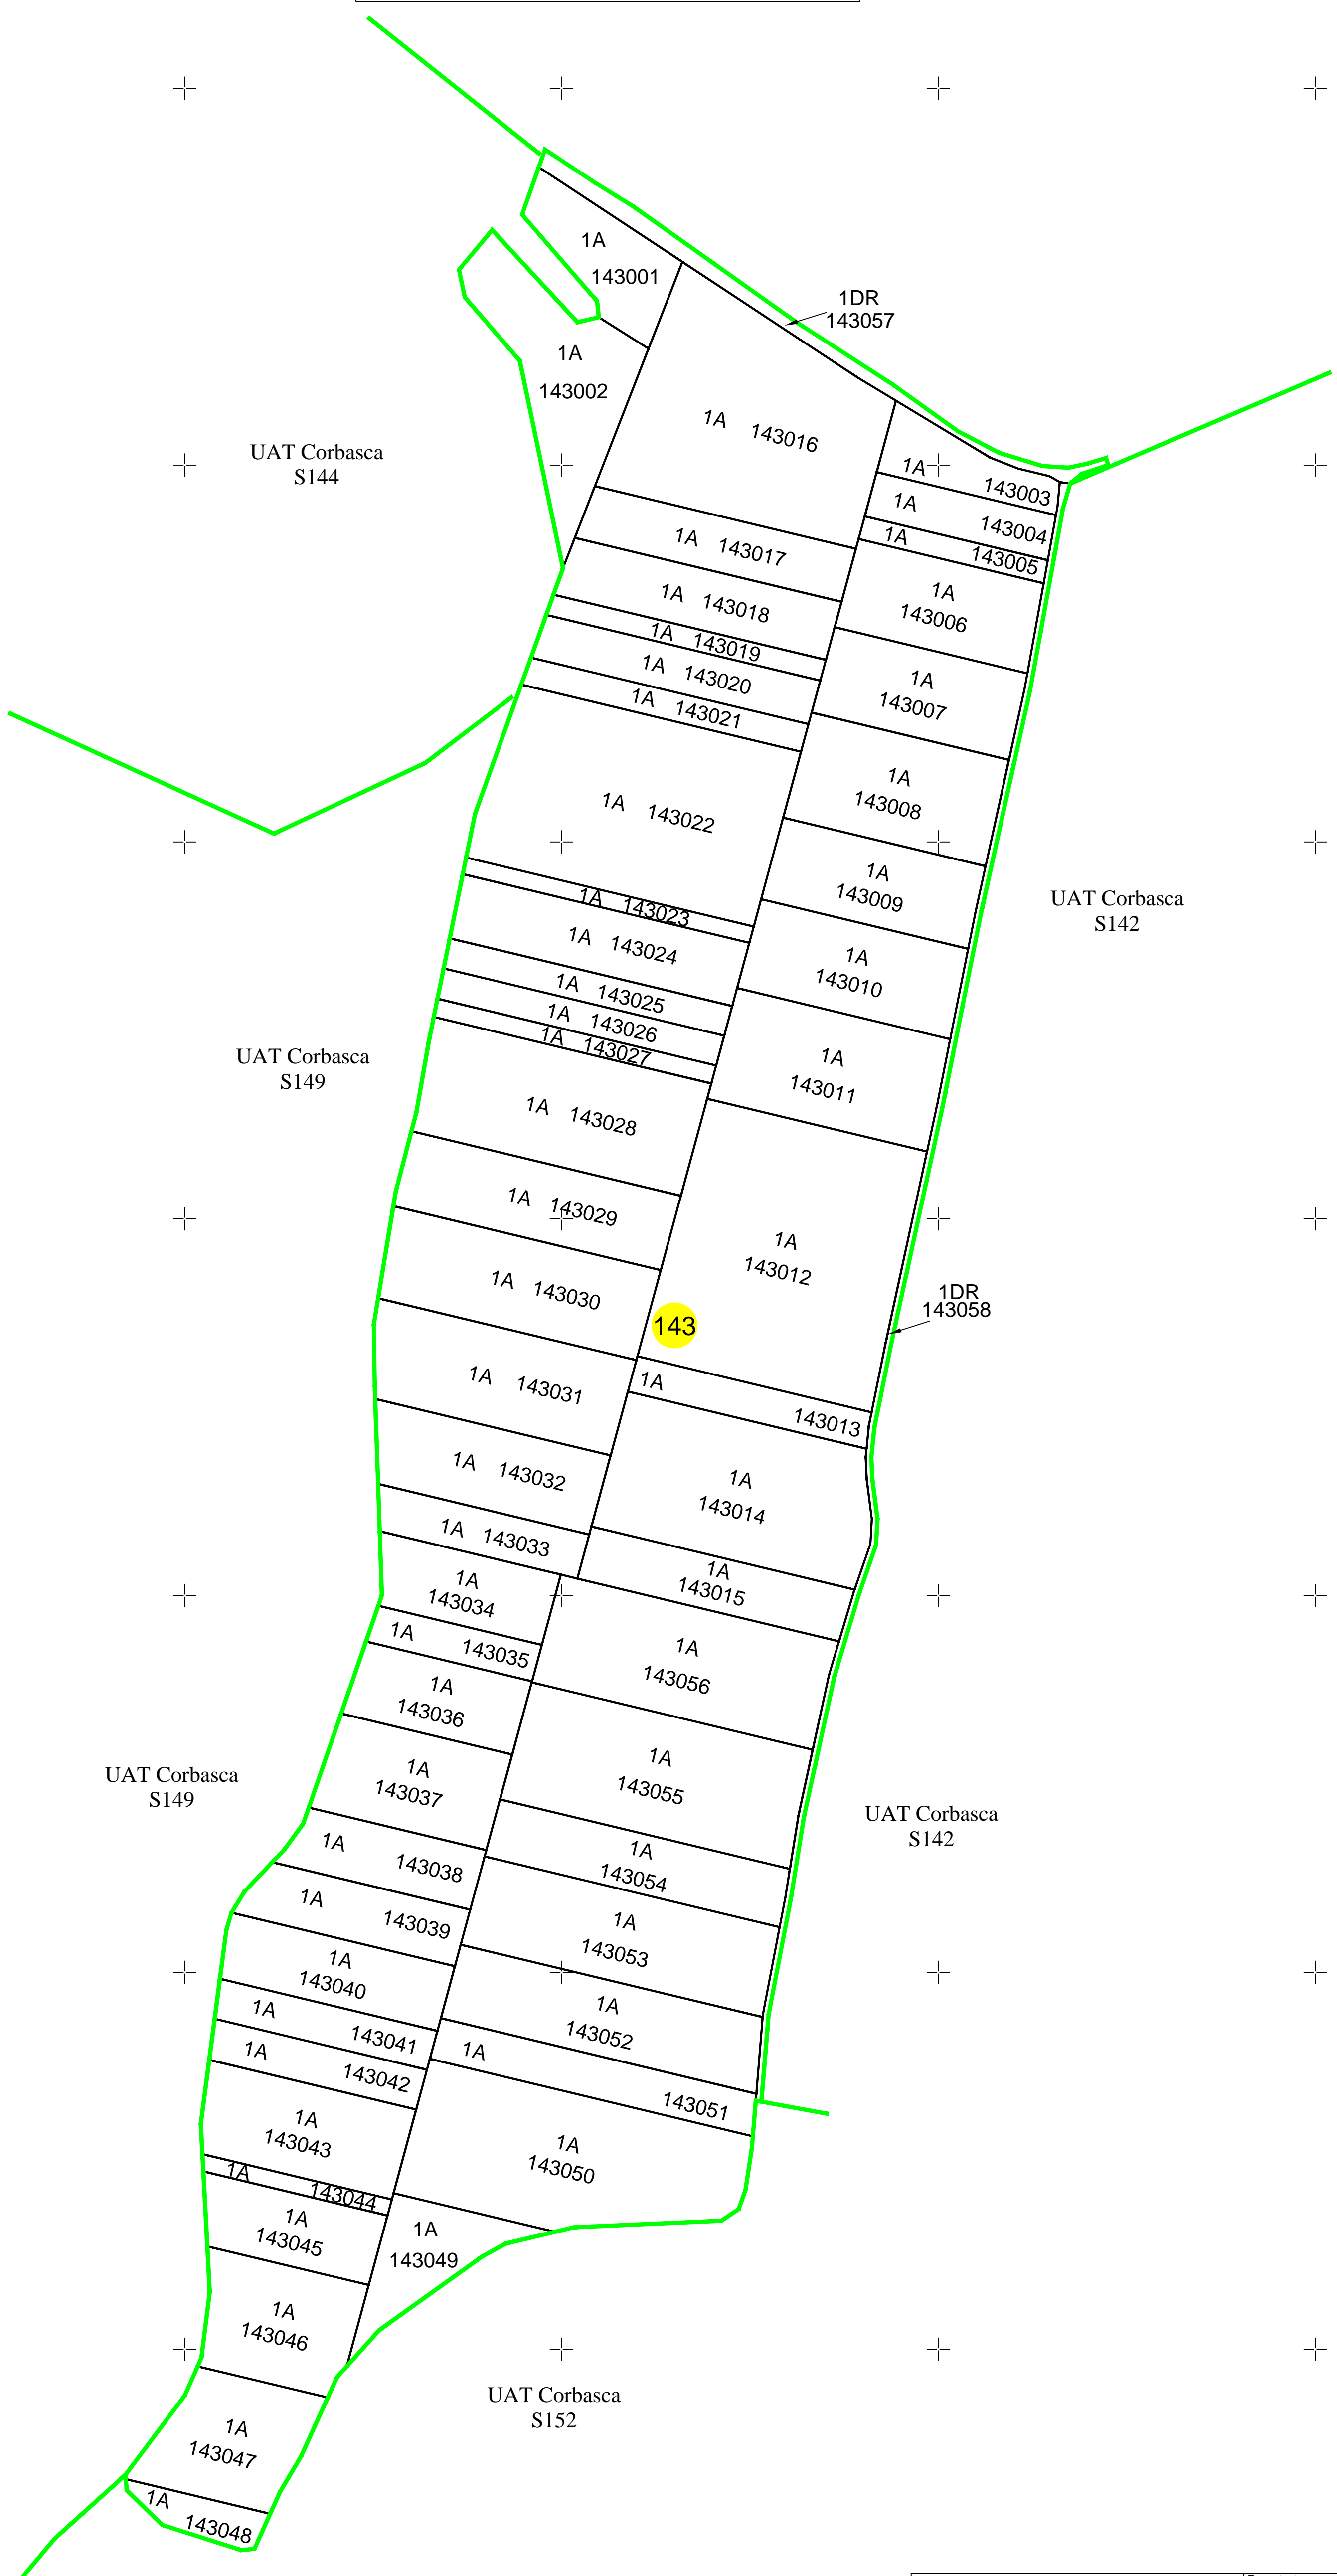 1A
143001
1DR
143057
1A
143002
1A 143016
UAT Corbasca
S144
1A
143003
1A
143004
1A
143005
1A 143017
1A
143006
1A 143018
1A 143019
1A 143020
1A
143007
1A 143021
1A
143008
1A 143022
1A
143009
1A 143023
UAT Corbasca
S142
1A 143024
1A
143010
1A 143025
1A 143026
1A 143027
UAT Corbasca
S149
1A
143011
1A 143028
1A 143029
1A
143012
1A 143030
1DR
143058
143
1A 143031
1A
143013
1A 143032
1A
143014
1A 143033
1A
143015
1A
143034
1A
143035
1A
143056
1A
143036
1A
143055
1A
143037
UAT Corbasca
S149
UAT Corbasca
S142
1A
143038
1A
143054
1A
143039
1A
143053
1A
143040
1A
143052
1A
143041
1A
143042
1A
143051
1A
143043
1A
143050
1A
143044
1A
143045
1A
143049
1A
143046
UAT Corbasca
S152
1A
143047
1A
143048